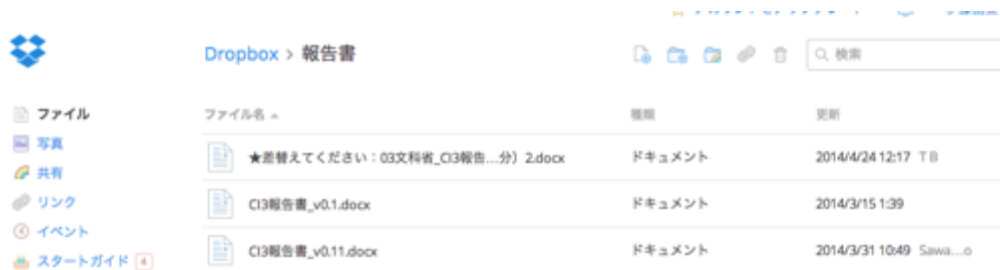 Dropbox › 報告書
検索
ファイル
写真
共有
リンク
イベント
スタートガイド 4
ファイル名 種類 更新
★差替えてください：03文科省_CI3報告...分）2.docx ドキュメント 2014/4/24 12:17 T B
CI3報告書_v0.1.docx ドキュメント 2014/3/15 1:39
CI3報告書_v0.11.docx ドキュメント 2014/3/31 10:49 Sawa...o